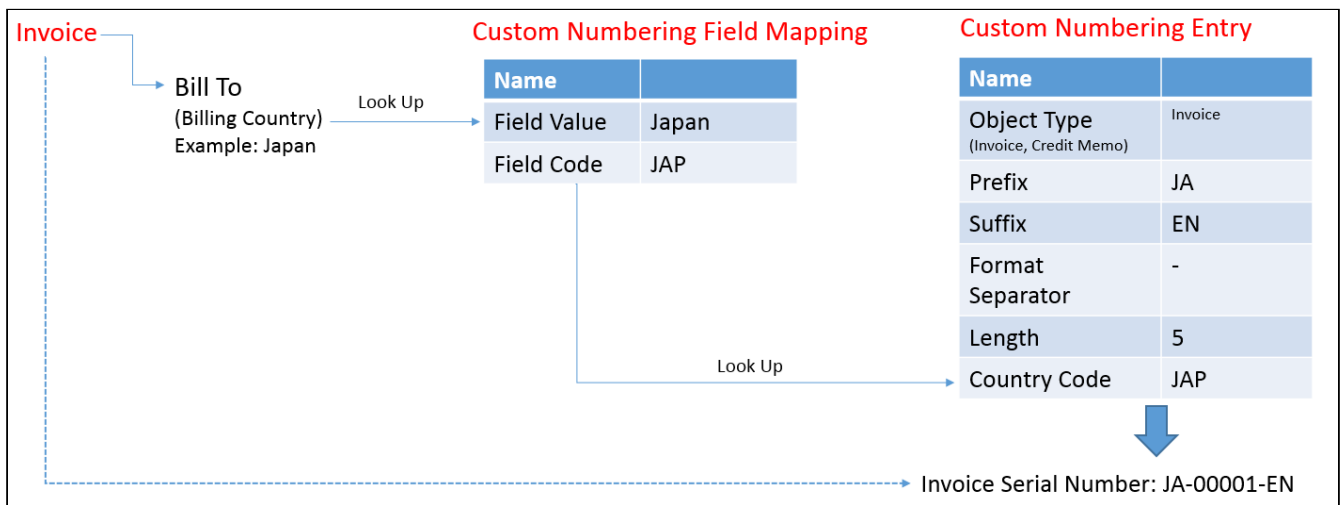 Invoice
Bill To
(Billing Country)
Example: Japan
Look Up
Custom Numbering Field Mapping
Name
Field Value Japan
Field Code JAP
Look Up
Custom Numbering Entry
Name
Object Type Invoice
(Invoice, Credit Memo)
Prefix JA
Suffix EN
Format -
Separator
Length 5
Country Code JAP
Invoice Serial Number: JA-00001-EN